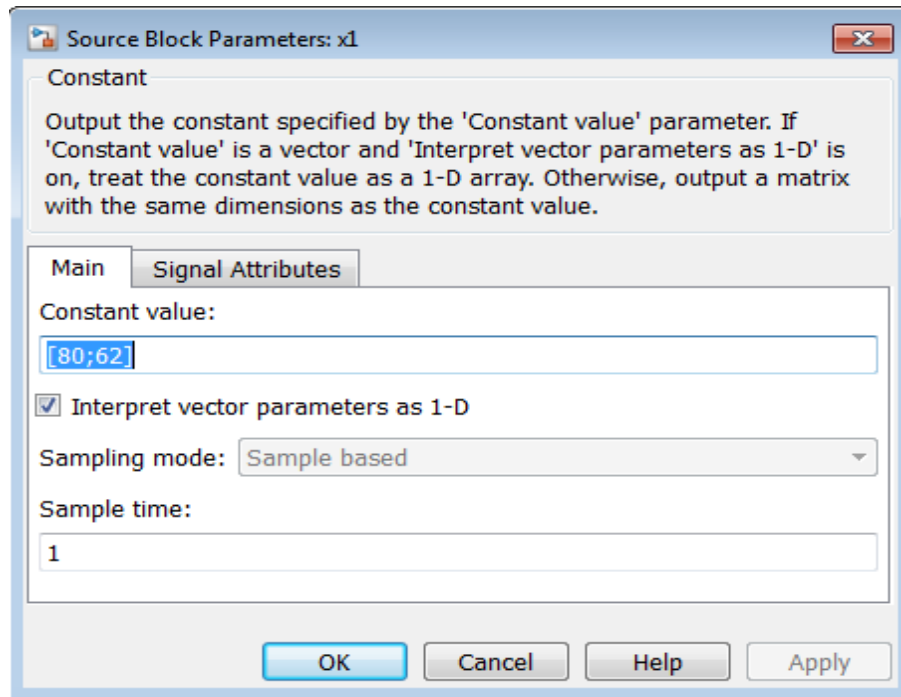 Source Block Parameters: x1
Constant
Output the constant specified by the 'Constant value' parameter. If
'Constant value' is a vector and 'Interpret vector parameters as 1-D' is
on, treat the constant value as a 1-D array. Otherwise, output a matrix
with the same dimensions as the constant value.
Main Signal Attributes
Constant value:
[80;62]
Interpret vector parameters as 1-D
Sampling mode: Sample based
Sample time:
1
OK Cancel Help Apply